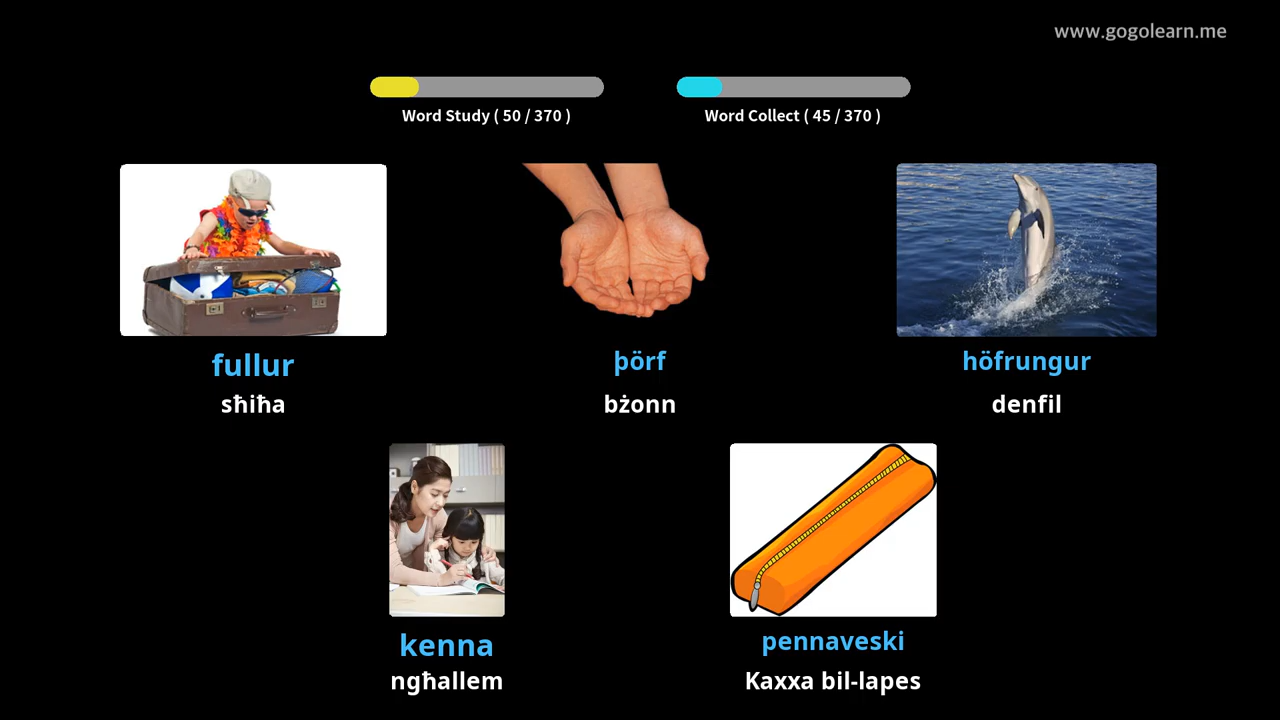 www.gogolearn.me
Word Study ( 50 / 370 )
Word Collect ( 45 / 370 )
fullur
sħiħa
þörf
bżonn
höfrungur
denfil
kenna
ngħallem
pennaveski
Kaxxa bil-lapes